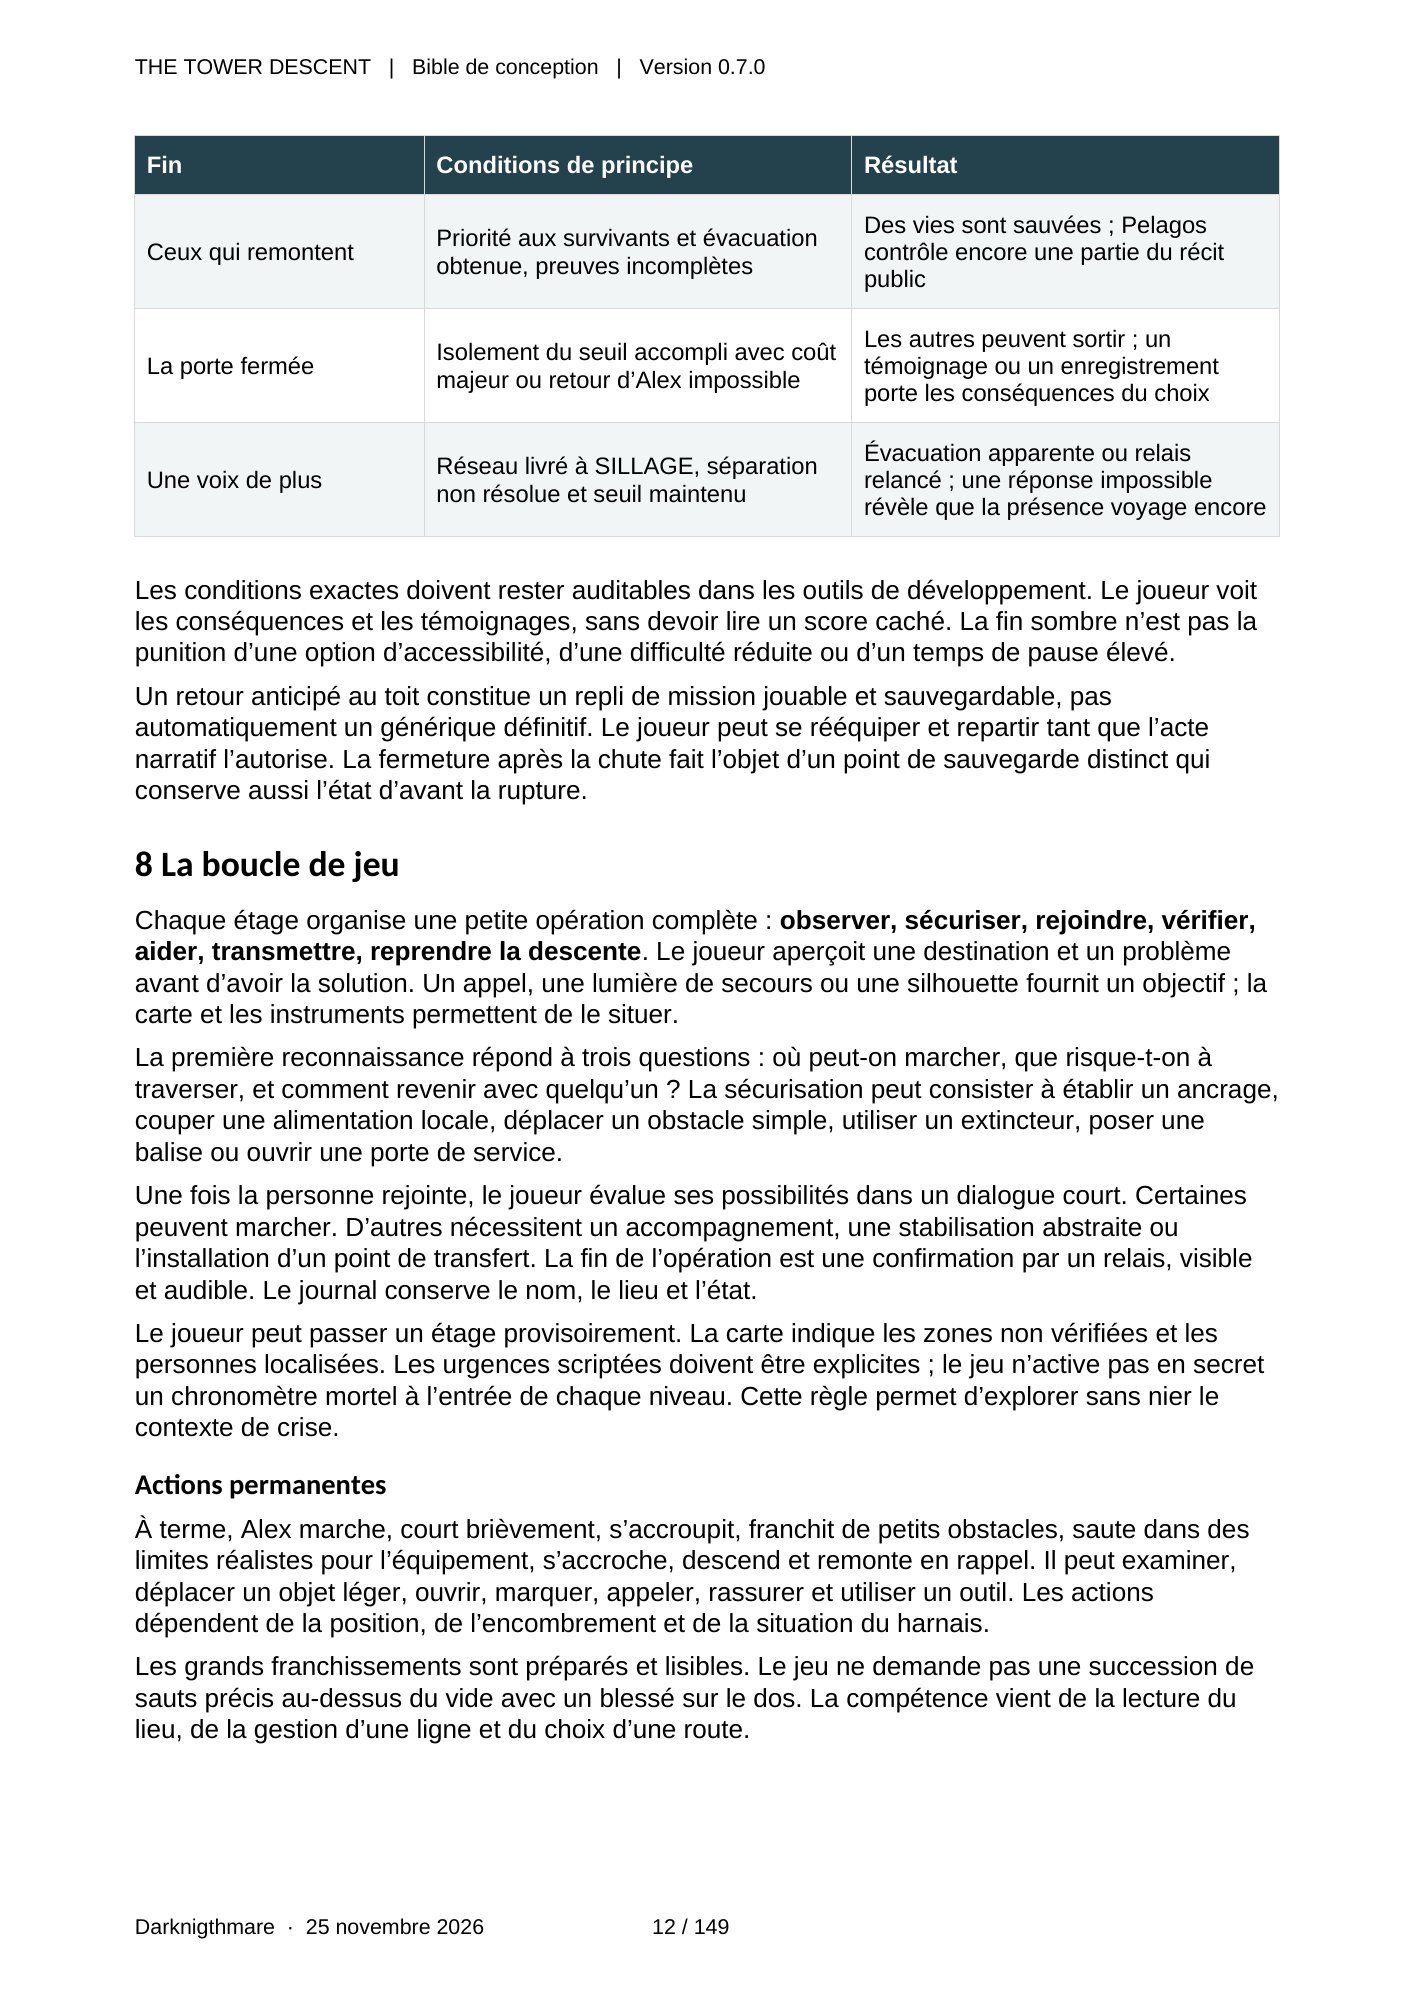 THE TOWER DESCENT | Bible de conception | Version 0.7.0
Fin
Conditions de principe
Résultat
Ceux qui remontent
Priorité aux survivants et évacuation
obtenue, preuves incomplètes
Des vies sont sauvées ; Pelagos
contrôle encore une partie du récit
public
La porte fermée
Isolement du seuil accompli avec coût
majeur ou retour d’Alex impossible
Les autres peuvent sortir ; un
témoignage ou un enregistrement
porte les conséquences du choix
Une voix de plus
Réseau livré à SILLAGE, séparation
non résolue et seuil maintenu
Évacuation apparente ou relais
relancé ; une réponse impossible
révèle que la présence voyage encore
Les conditions exactes doivent rester auditables dans les outils de développement. Le joueur voit
les conséquences et les témoignages, sans devoir lire un score caché. La fin sombre n’est pas la
punition d’une option d’accessibilité, d’une difficulté réduite ou d’un temps de pause élevé.
Un retour anticipé au toit constitue un repli de mission jouable et sauvegardable, pas
automatiquement un générique définitif. Le joueur peut se rééquiper et repartir tant que l’acte
narratif l’autorise. La fermeture après la chute fait l’objet d’un point de sauvegarde distinct qui
conserve aussi l’état d’avant la rupture.
8 La boucle de jeu
Chaque étage organise une petite opération complète : observer, sécuriser, rejoindre, vérifier,
aider, transmettre, reprendre la descente. Le joueur aperçoit une destination et un problème
avant d’avoir la solution. Un appel, une lumière de secours ou une silhouette fournit un objectif ; la
carte et les instruments permettent de le situer.
La première reconnaissance répond à trois questions : où peut-on marcher, que risque-t-on à
traverser, et comment revenir avec quelqu’un ? La sécurisation peut consister à établir un ancrage,
couper une alimentation locale, déplacer un obstacle simple, utiliser un extincteur, poser une
balise ou ouvrir une porte de service.
Une fois la personne rejointe, le joueur évalue ses possibilités dans un dialogue court. Certaines
peuvent marcher. D’autres nécessitent un accompagnement, une stabilisation abstraite ou
l’installation d’un point de transfert. La fin de l’opération est une confirmation par un relais, visible
et audible. Le journal conserve le nom, le lieu et l’état.
Le joueur peut passer un étage provisoirement. La carte indique les zones non vérifiées et les
personnes localisées. Les urgences scriptées doivent être explicites ; le jeu n’active pas en secret
un chronomètre mortel à l’entrée de chaque niveau. Cette règle permet d’explorer sans nier le
contexte de crise.
Actions permanentes
À terme, Alex marche, court brièvement, s’accroupit, franchit de petits obstacles, saute dans des
limites réalistes pour l’équipement, s’accroche, descend et remonte en rappel. Il peut examiner,
déplacer un objet léger, ouvrir, marquer, appeler, rassurer et utiliser un outil. Les actions
dépendent de la position, de l’encombrement et de la situation du harnais.
Les grands franchissements sont préparés et lisibles. Le jeu ne demande pas une succession de
sauts précis au-dessus du vide avec un blessé sur le dos. La compétence vient de la lecture du
lieu, de la gestion d’une ligne et du choix d’une route.
Darknigthmare · 25 novembre 2026
12 / 149